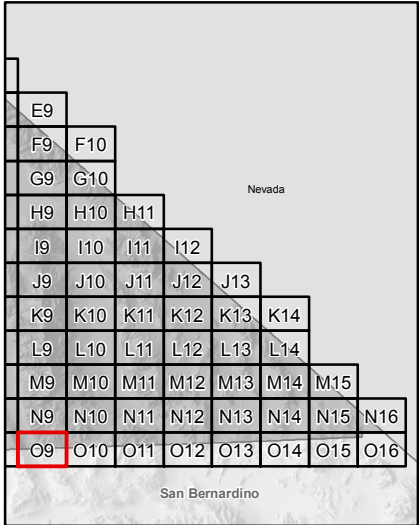 E9
F9 F10
G9 G10
Nevada
H9 H10 H11
I9 I10 I11 I12
J9 J10 J11 J12 J13
K9 K10 K11 K12 K13 K14
L9 L10 L11 L12 L13 L14
M9 M10 M11 M12 M13 M14 M15
N9 N10 N11 N12 N13 N14 N15 N16
O9 O10 O11 O12 O13 O14 O15 O16
San Bernardino